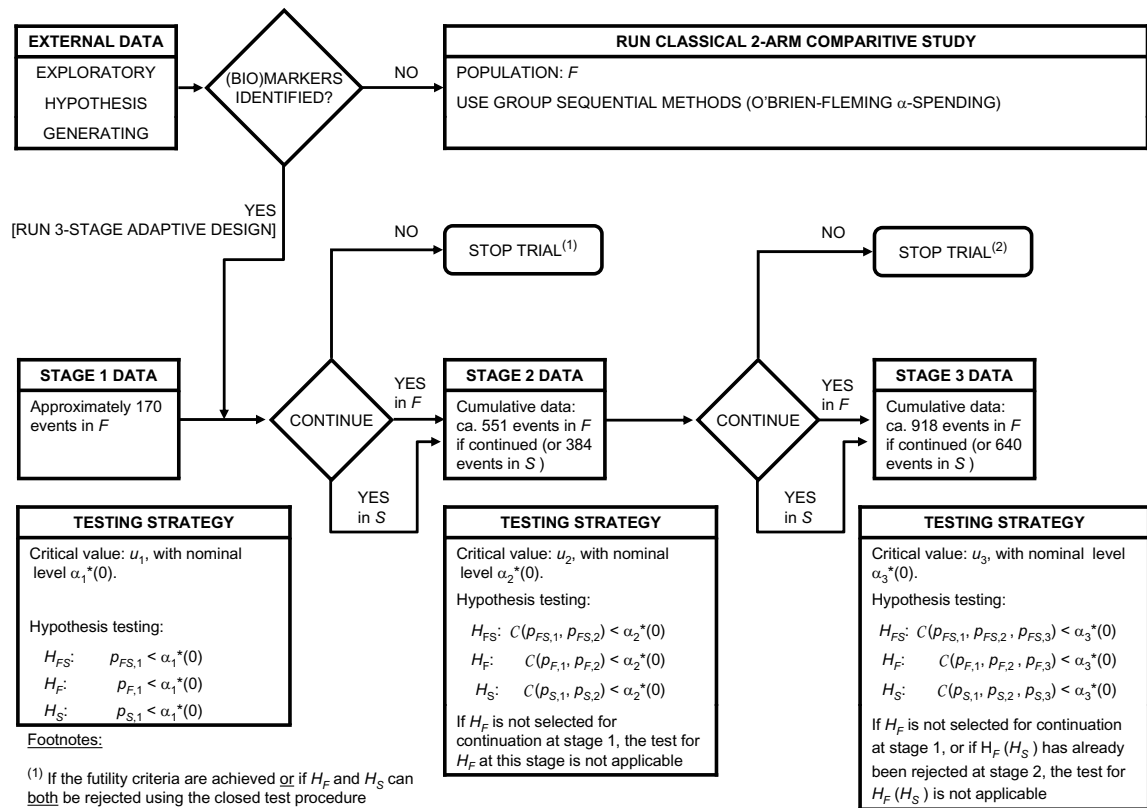 EXTERNAL DATA
EXPLORATORY
HYPOTHESIS
GENERATING
(BIO)MARKERS
IDENTIFIED?
NO
RUN CLASSICAL 2-ARM COMPARITIVE STUDY
POPULATION: F
USE GROUP SEQUENTIAL METHODS (O'BRIEN-FLEMING α-SPENDING)
YES
[RUN 3-STAGE ADAPTIVE DESIGN]
NO
STOP TRIAL(1)
NO
STOP TRIAL(2)
STAGE 1 DATA
Approximately 170
events in F
CONTINUE
YES
in F
YES
in S
STAGE 2 DATA
Cumulative data:
ca. 551 events in F
if continued (or 384
events in S )
CONTINUE
YES
in F
YES
in S
STAGE 3 DATA
Cumulative data:
ca. 918 events in F
if continued (or 640
events in S )
TESTING STRATEGY
Critical value: u1, with nominal
level α1*(0).
Hypothesis testing:
HFS: pFS,1 < α1*(0)
HF: pF,1 < α1*(0)
HS: pS,1 < α1*(0)
TESTING STRATEGY
Critical value: u2, with nominal
level α2*(0).
Hypothesis testing:
HFS: C(pFS,1, pFS,2) < α2*(0)
HF: C(pF,1, pF,2) < α2*(0)
HS: C(pS,1, pS,2) < α2*(0)
If HF is not selected for
continuation at stage 1, the test for
HF at this stage is not applicable
TESTING STRATEGY
Critical value: u3, with nominal level
α3*(0).
Hypothesis testing:
HFS: C(pFS,1, pFS,2 , pFS,3) < α3*(0)
HF: C(pF,1, pF,2 , pF,3) < α3*(0)
HS: C(pS,1, pS,2 , pS,3) < α3*(0)
If HF is not selected for continuation
at stage 1, or if HF (HS ) has already
been rejected at stage 2, the test for
HF (HS ) is not applicable
Footnotes:
(1) If the futility criteria are achieved or if HF and HS can
both be rejected using the closed test procedure